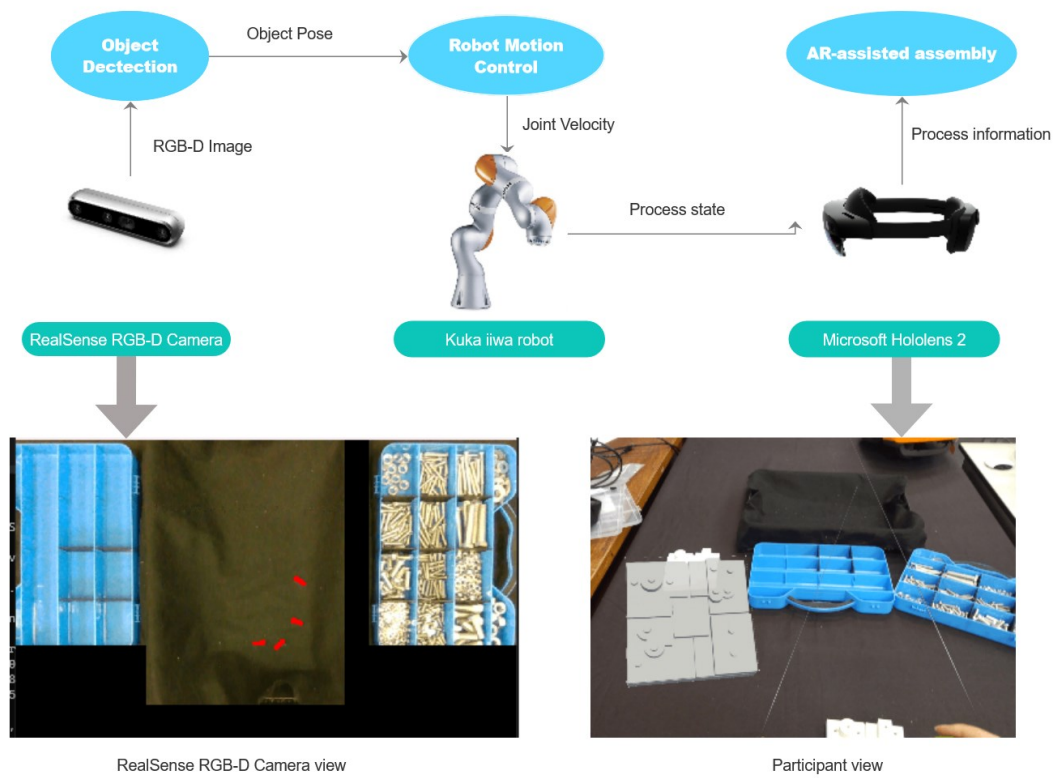 Object
Dectection
Object Pose
Robot Motion
Control
AR-assisted assembly
RGB-D Image
Joint Velocity
Process information
Process state
RealSense RGB-D Camera
Kuka iiwa robot
Microsoft Hololens 2
RealSense RGB-D Camera view
Participant view